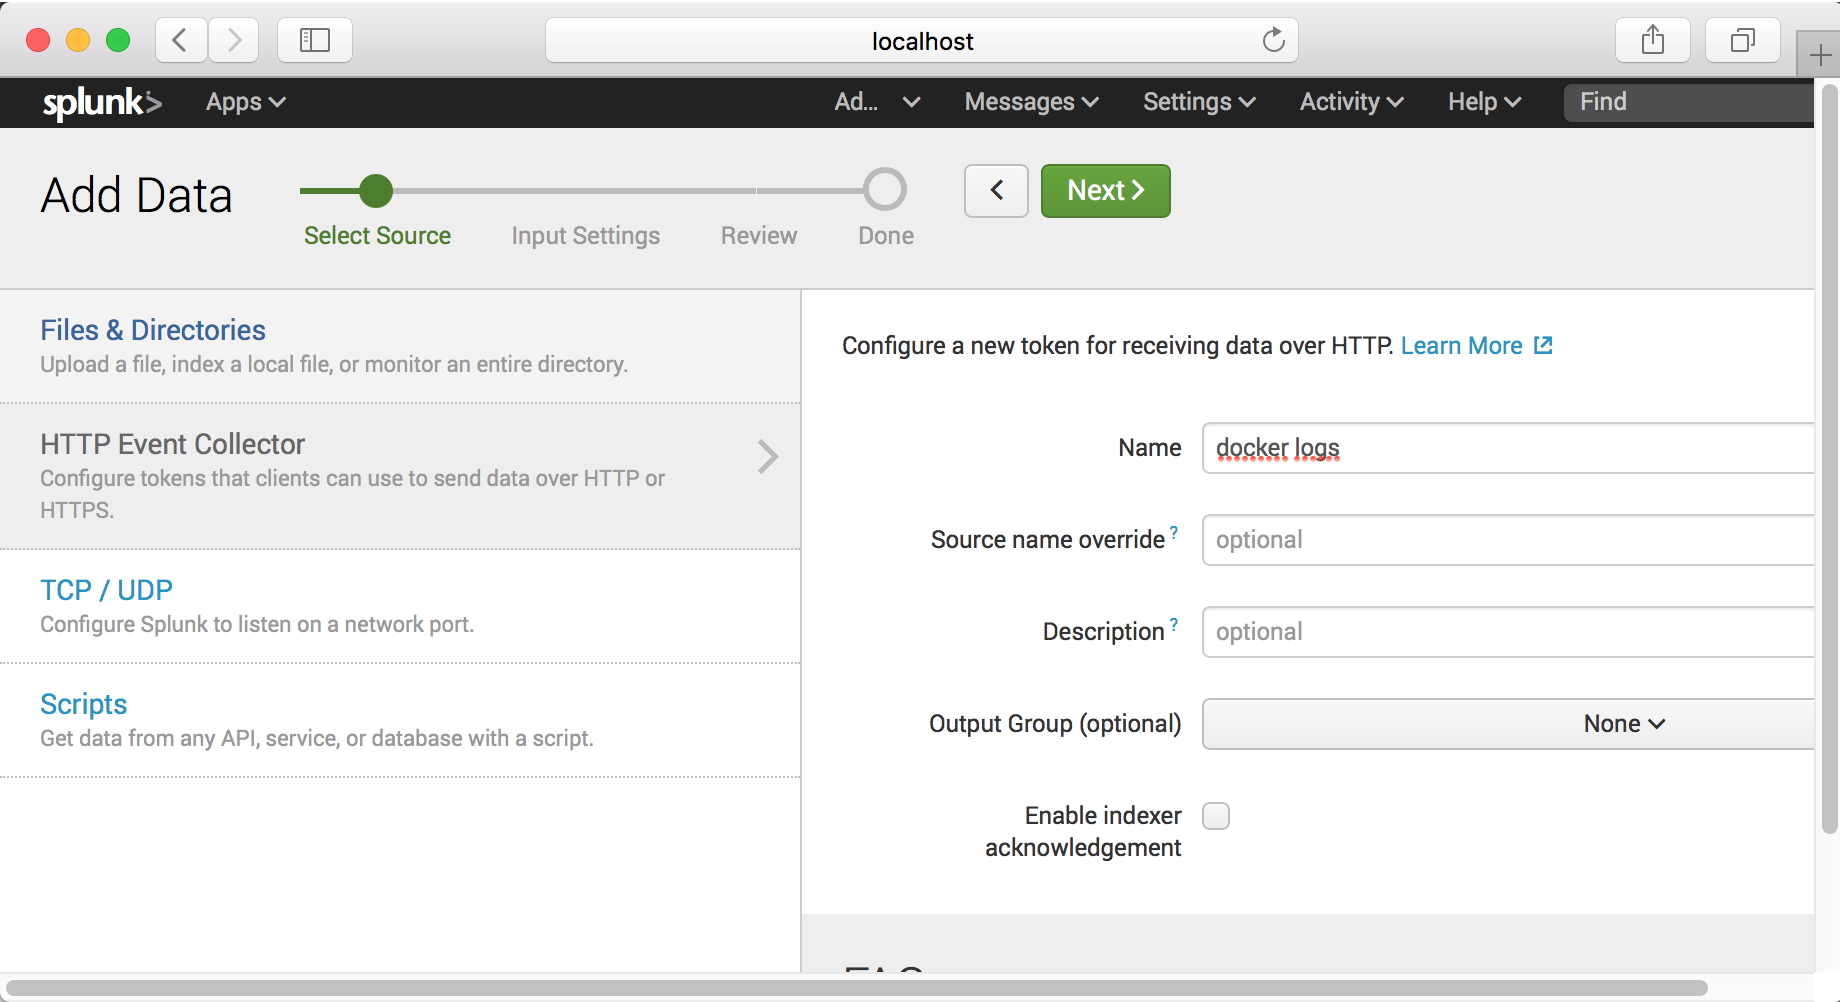 localhost
splunk> Apps Ad... Messages Settings Activity Help Find
Add Data
Next
Select Source Input Settings Review Done
Files & Directories
Upload a file, index a local file, or monitor an entire directory.
HTTP Event Collector
Configure tokens that clients can use to send data over HTTP or
HTTPS.
TCP / UDP
Configure Splunk to listen on a network port.
Scripts
Get data from any API, service, or database with a script.
Configure a new token for receiving data over HTTP. Learn More
Name docker logs
Source name override ? optional
Description ? optional
Output Group (optional) None
Enable indexer
acknowledgement